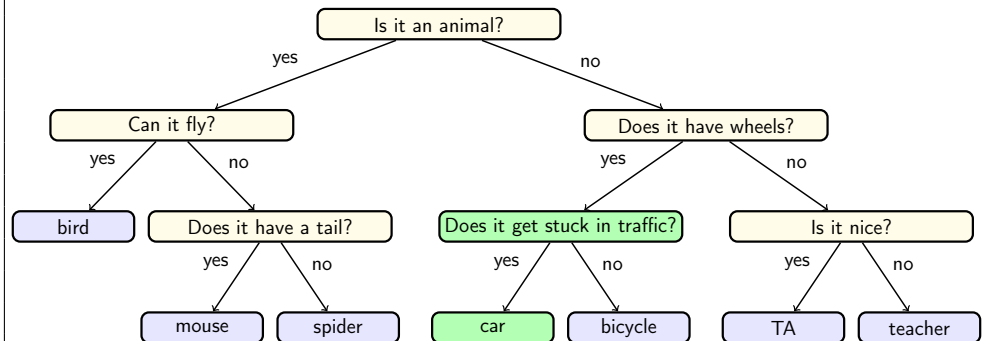 Is it an animal?
yes
no
Can it fly?
Does it have wheels?
yes
no
yes
no
bird
Does it have a tail?
Does it get stuck in traffic?
Is it nice?
yes
no
yes
no
yes
no
mouse
spider
car
bicycle
TA
teacher